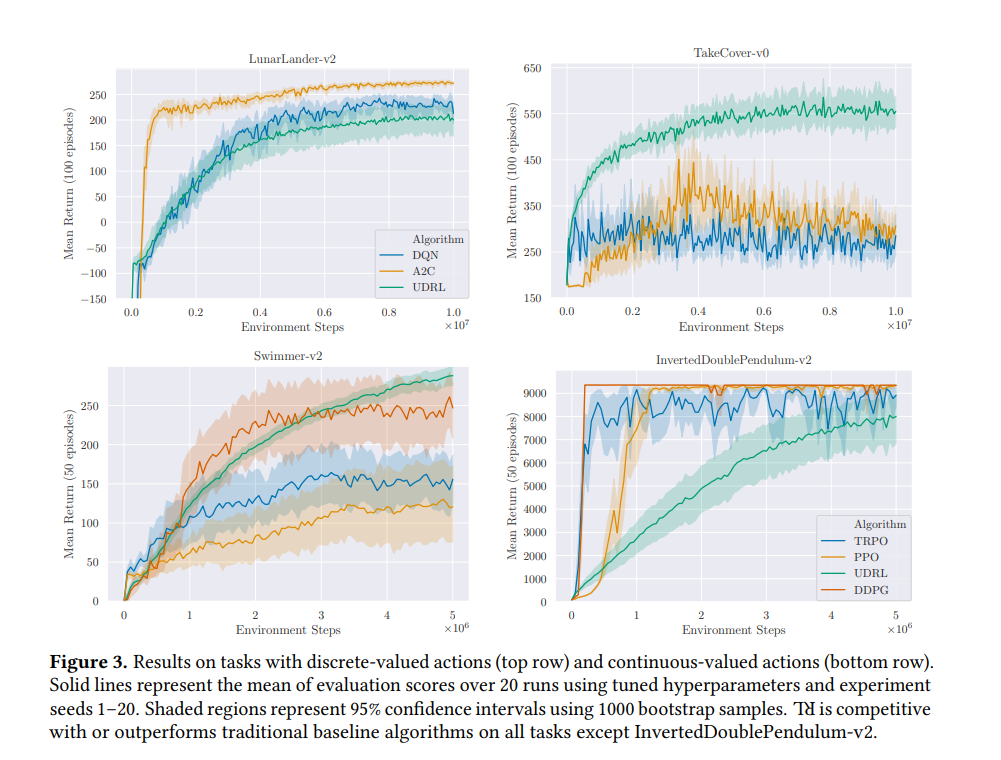 LunarLander-v2
Mean Return (100 episodes)
250
200
150
100
50
0
−50
−100
−150
Algorithm
DQN
A2C
UDRL
0.0 0.2 0.4 0.6 0.8 1.0
Environment Steps
×10⁷
TakeCover-v0
Mean Return (100 episodes)
650
550
450
350
250
150
0.0 0.2 0.4 0.6 0.8 1.0
Environment Steps
×10⁷
Swimmer-v2
Mean Return (50 episodes)
250
200
150
100
50
0
0 1 2 3 4 5
Environment Steps
×10⁶
InvertedDoublePendulum-v2
Mean Return (50 episodes)
9000
8000
7000
6000
5000
4000
3000
2000
1000
0
Algorithm
TRPO
PPO
UDRL
DDPG
0 1 2 3 4 5
Environment Steps
×10⁶
Figure 3. Results on tasks with discrete-valued actions (top row) and continuous-valued actions (bottom row).
Solid lines represent the mean of evaluation scores over 20 runs using tuned hyperparameters and experiment
seeds 1–20. Shaded regions represent 95% confidence intervals using 1000 bootstrap samples. ⅂ꓤ is competitive
with or outperforms traditional baseline algorithms on all tasks except InvertedDoublePendulum-v2.